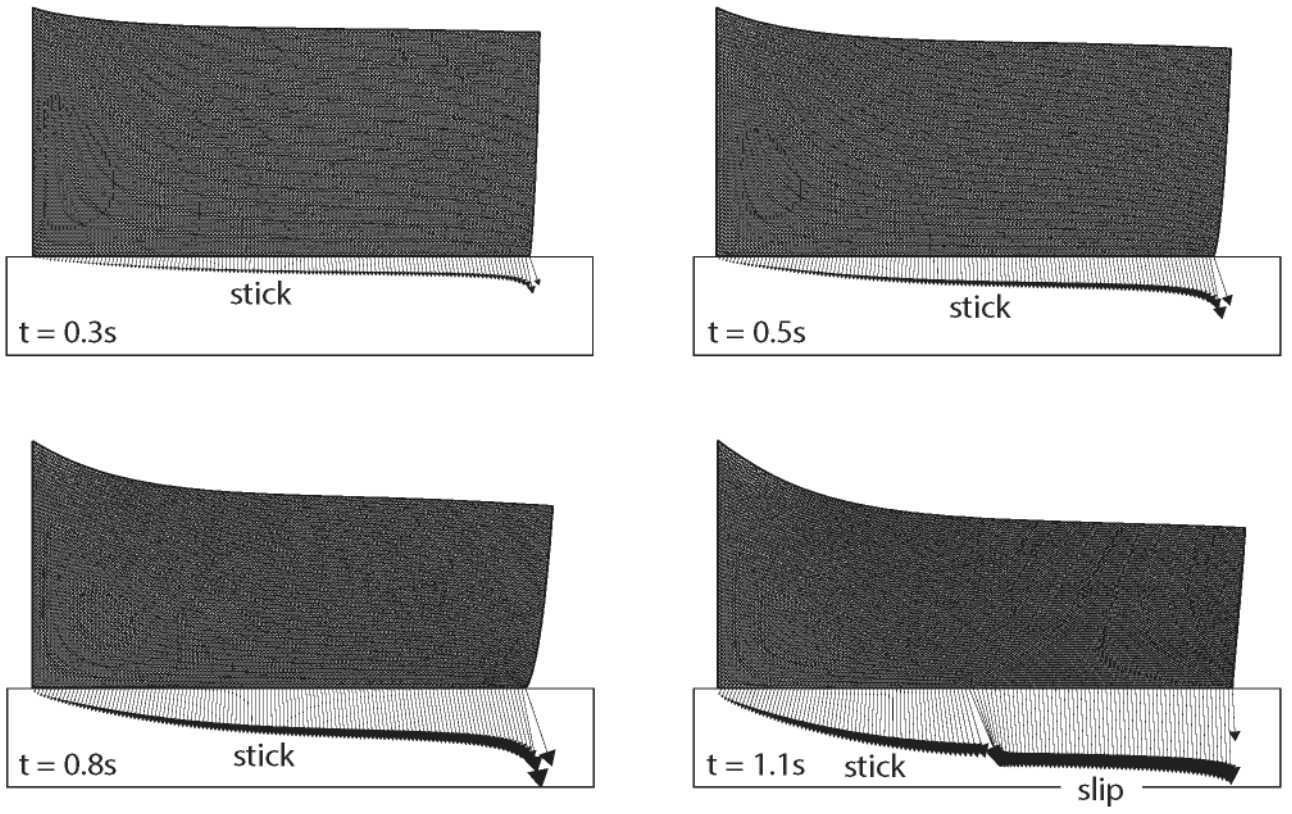 stick
t = 0.3s
stick
t = 0.5s
stick
t = 0.8s
t = 1.1s stick
slip